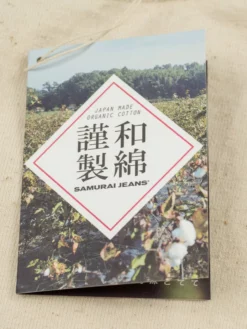 JAPAN MADE
ORGANIC COTTON
和綿
謹製
SAMURAI JEANS®